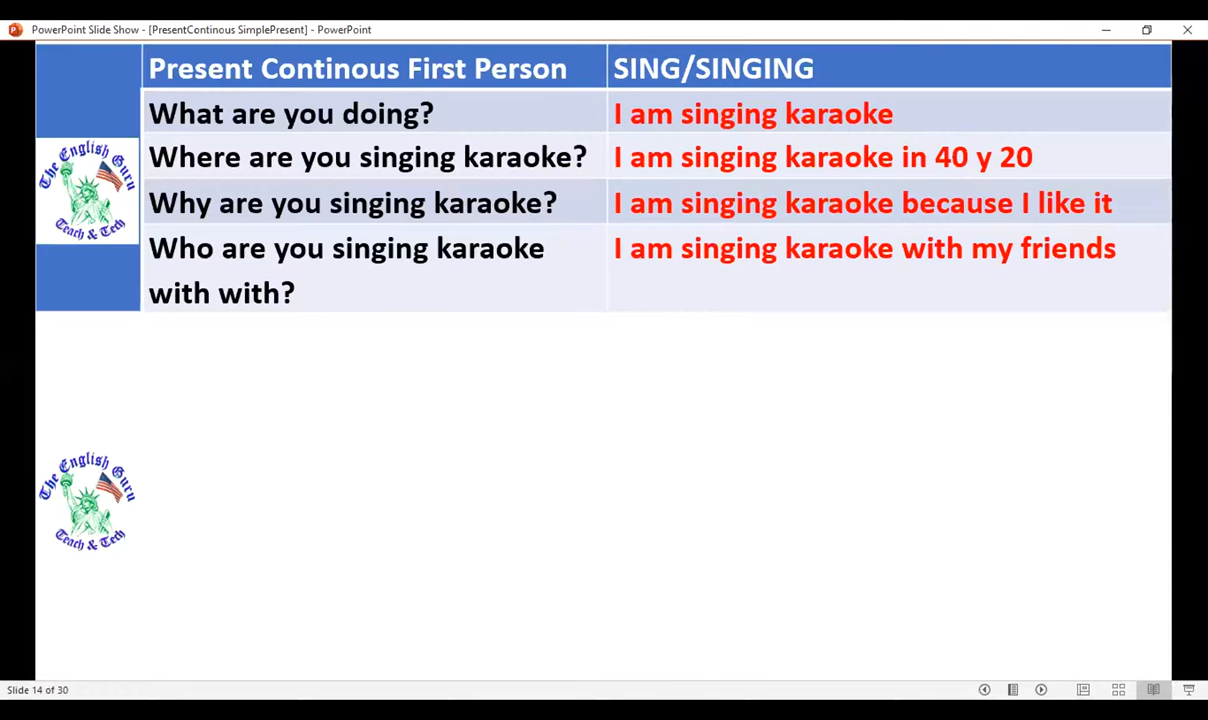 PowerPoint Slide Show - [PresentContinous SimplePresent] - PowerPoint
Present Continous First Person
SING/SINGING
What are you doing?
I am singing karaoke
Where are you singing karaoke?
I am singing karaoke in 40 y 20
Why are you singing karaoke?
I am singing karaoke because I like it
Who are you singing karaoke
with with?
I am singing karaoke with my friends
The English Guru
Teach & Tech
The English Guru
Teach & Tech
Slide 14 of 30